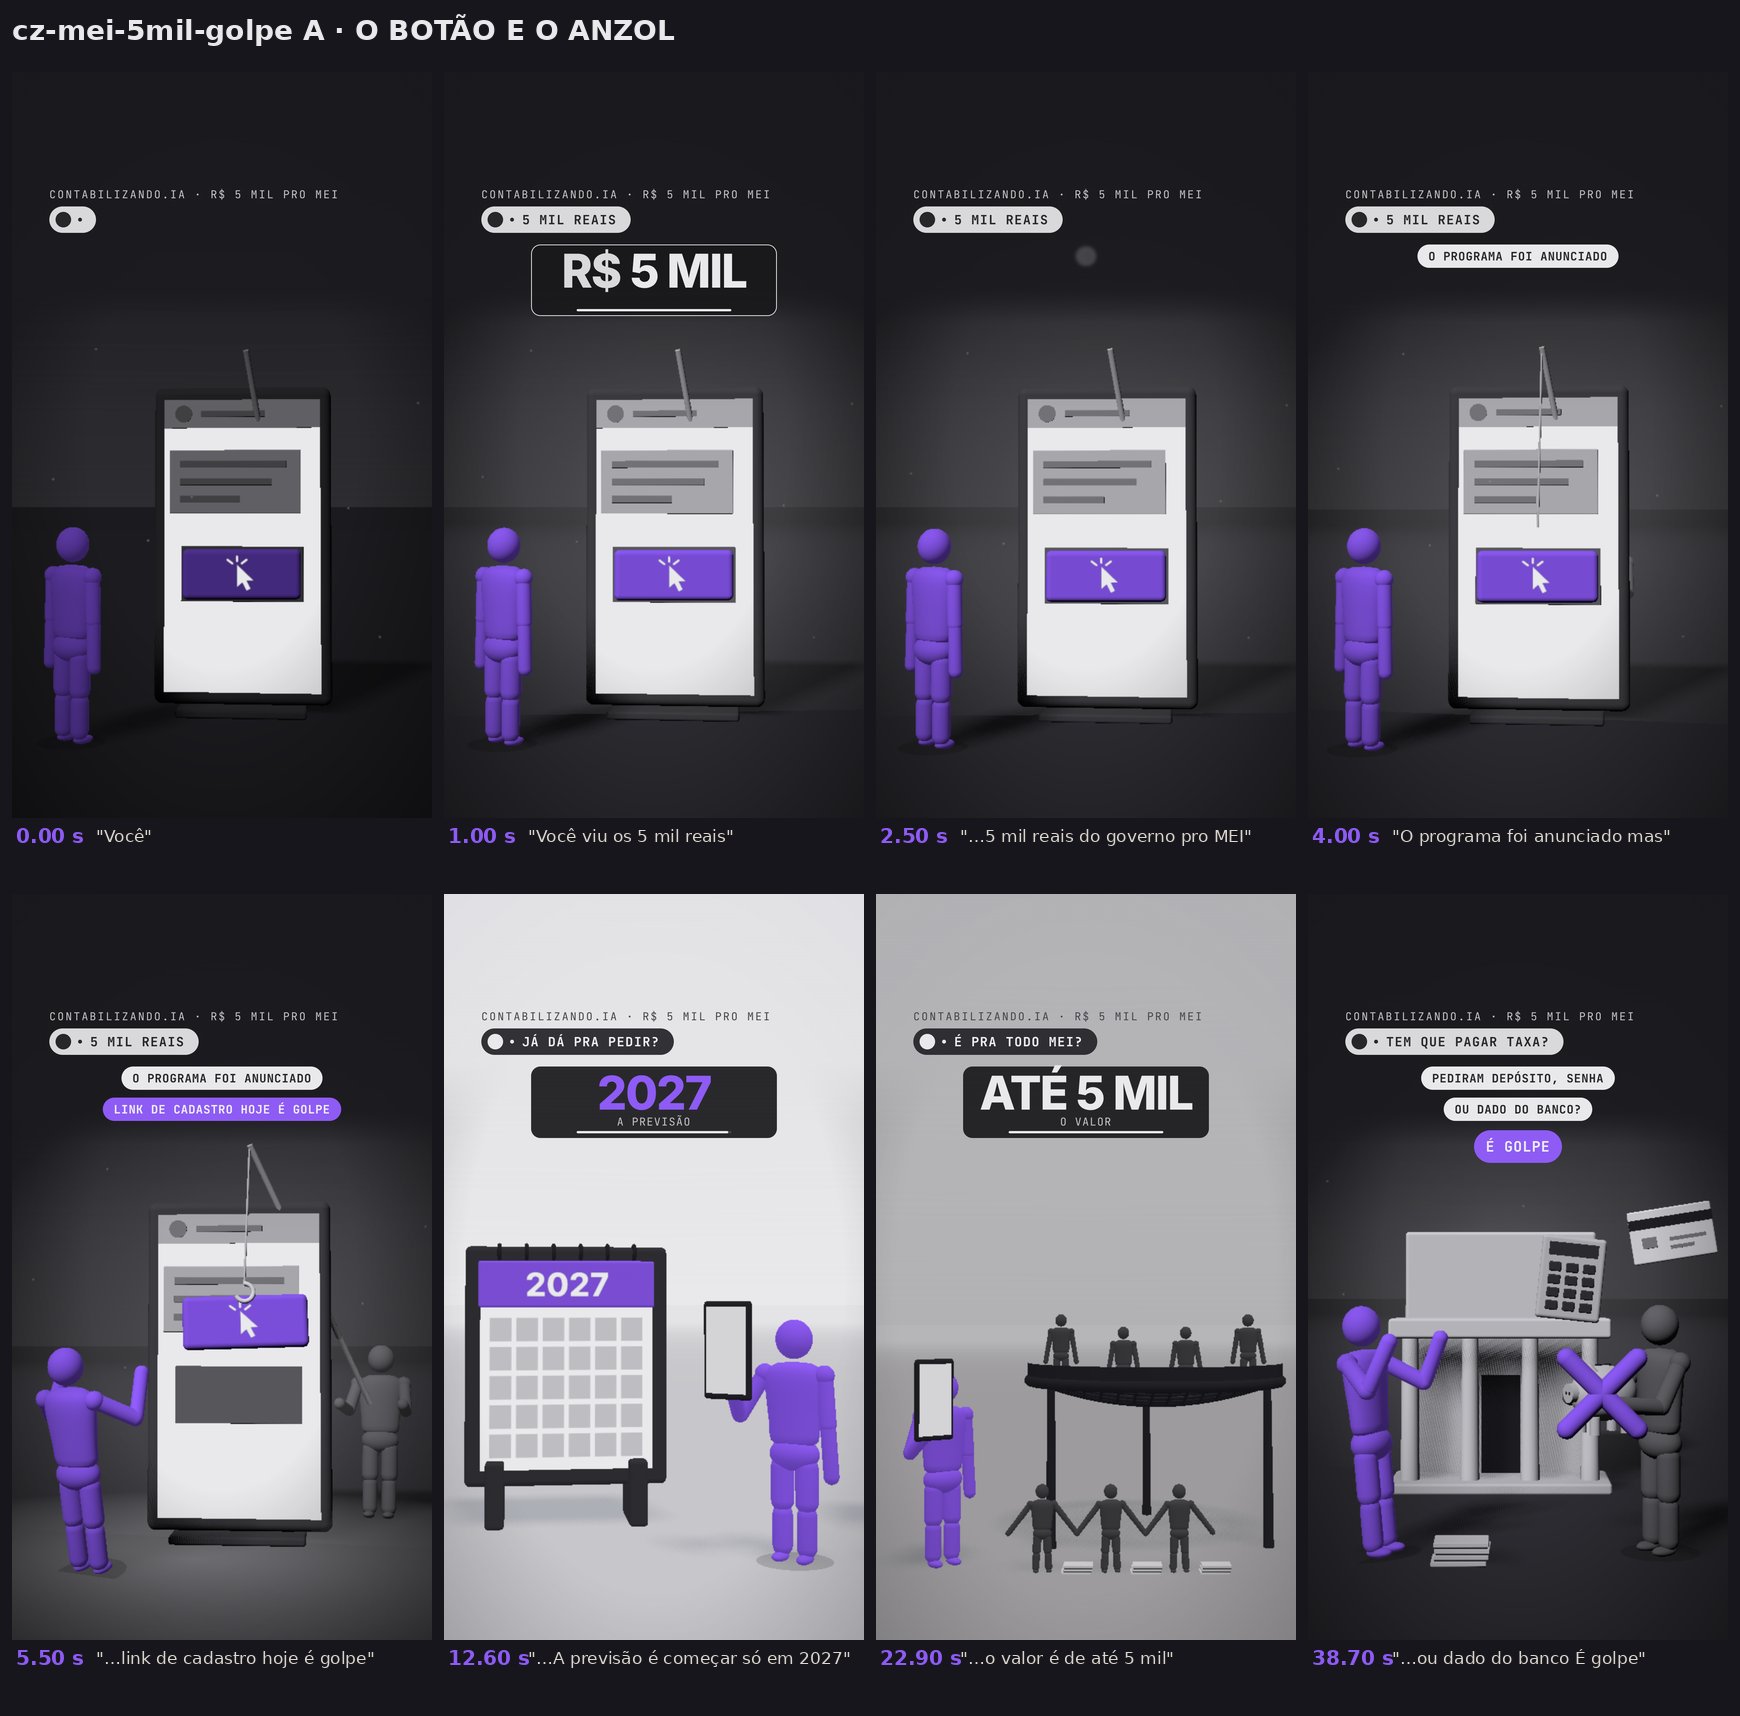 cz-mei-5mil-golpe A · O BOTÃO E O ANZOL
CONTABILIZANDO.IA · R$ 5 MIL PRO MEI
•
0.00 s "Você"
CONTABILIZANDO.IA · R$ 5 MIL PRO MEI
• 5 MIL REAIS
R$ 5 MIL
1.00 s "Você viu os 5 mil reais"
CONTABILIZANDO.IA · R$ 5 MIL PRO MEI
• 5 MIL REAIS
2.50 s "...5 mil reais do governo pro MEI"
CONTABILIZANDO.IA · R$ 5 MIL PRO MEI
• 5 MIL REAIS
O PROGRAMA FOI ANUNCIADO
4.00 s "O programa foi anunciado mas"
CONTABILIZANDO.IA · R$ 5 MIL PRO MEI
• 5 MIL REAIS
O PROGRAMA FOI ANUNCIADO
LINK DE CADASTRO HOJE É GOLPE
5.50 s "...link de cadastro hoje é golpe"
CONTABILIZANDO.IA · R$ 5 MIL PRO MEI
• JÁ DÁ PRA PEDIR?
2027
A PREVISÃO
2027
12.60 s "...A previsão é começar só em 2027"
CONTABILIZANDO.IA · R$ 5 MIL PRO MEI
• É PRA TODO MEI?
ATÉ 5 MIL
O VALOR
22.90 s "...o valor é de até 5 mil"
CONTABILIZANDO.IA · R$ 5 MIL PRO MEI
• TEM QUE PAGAR TAXA?
PEDIRAM DEPÓSITO, SENHA
OU DADO DO BANCO?
É GOLPE
38.70 s "...ou dado do banco É golpe"